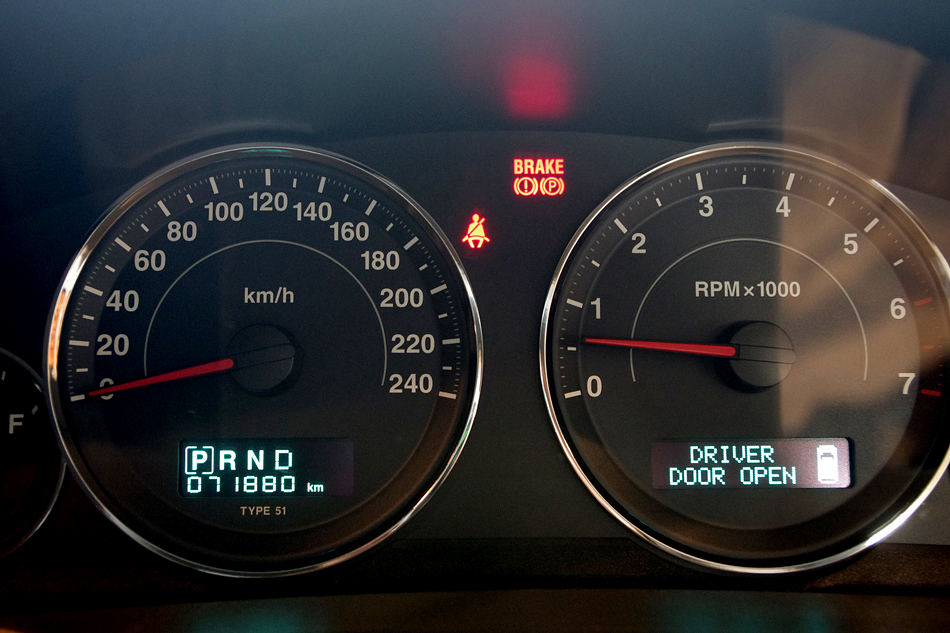 BRAKE
(!) (P)
km/h
0
20
40
60
80
100
120
140
160
180
200
220
240
P R N D
071880 km
TYPE 51
RPM×1000
0
1
2
3
4
5
6
7
DRIVER
DOOR OPEN
F